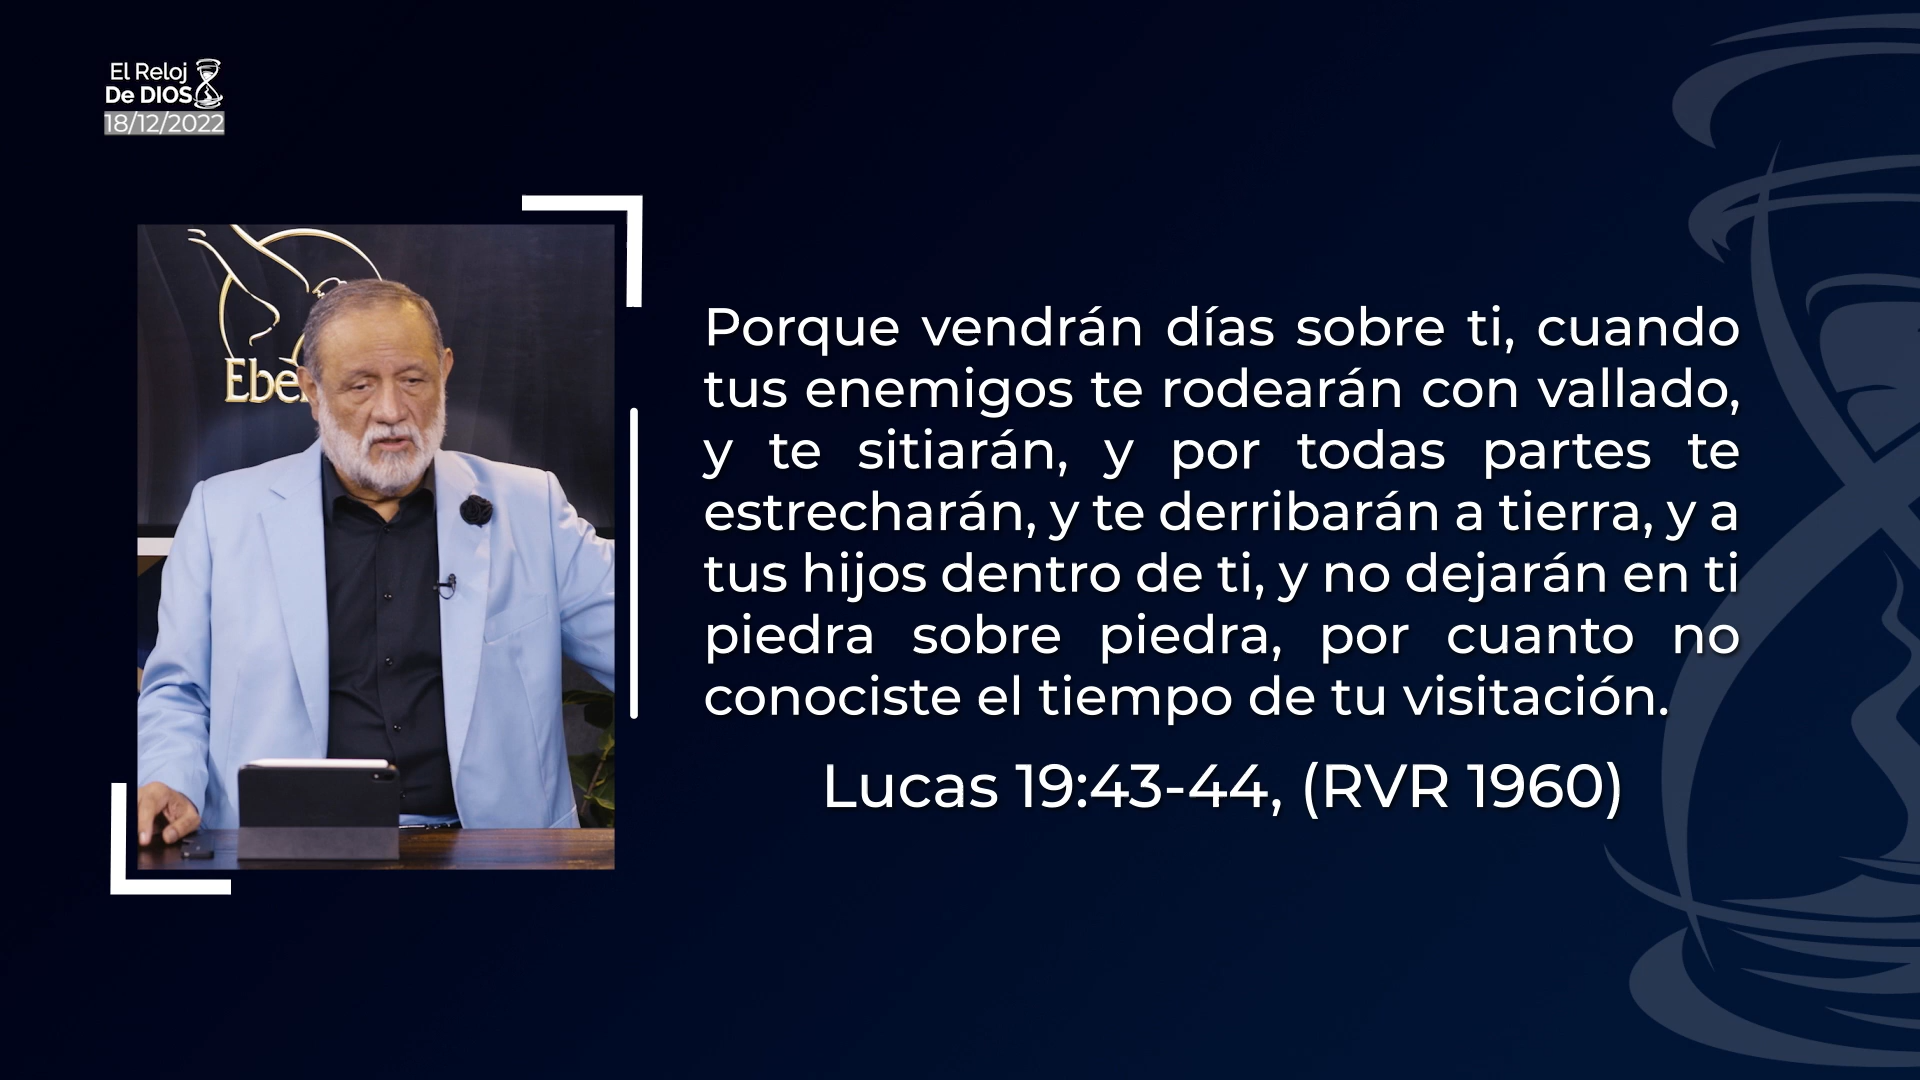 El Reloj
De DIOS
18/12/2022
Porque vendrán días sobre ti, cuando
tus enemigos te rodearán con vallado,
y te sitiarán, y por todas partes te
estrecharán, y te derribarán a tierra, y a
tus hijos dentro de ti, y no dejarán en ti
piedra sobre piedra, por cuanto no
conociste el tiempo de tu visitación.
Lucas 19:43-44, (RVR 1960)